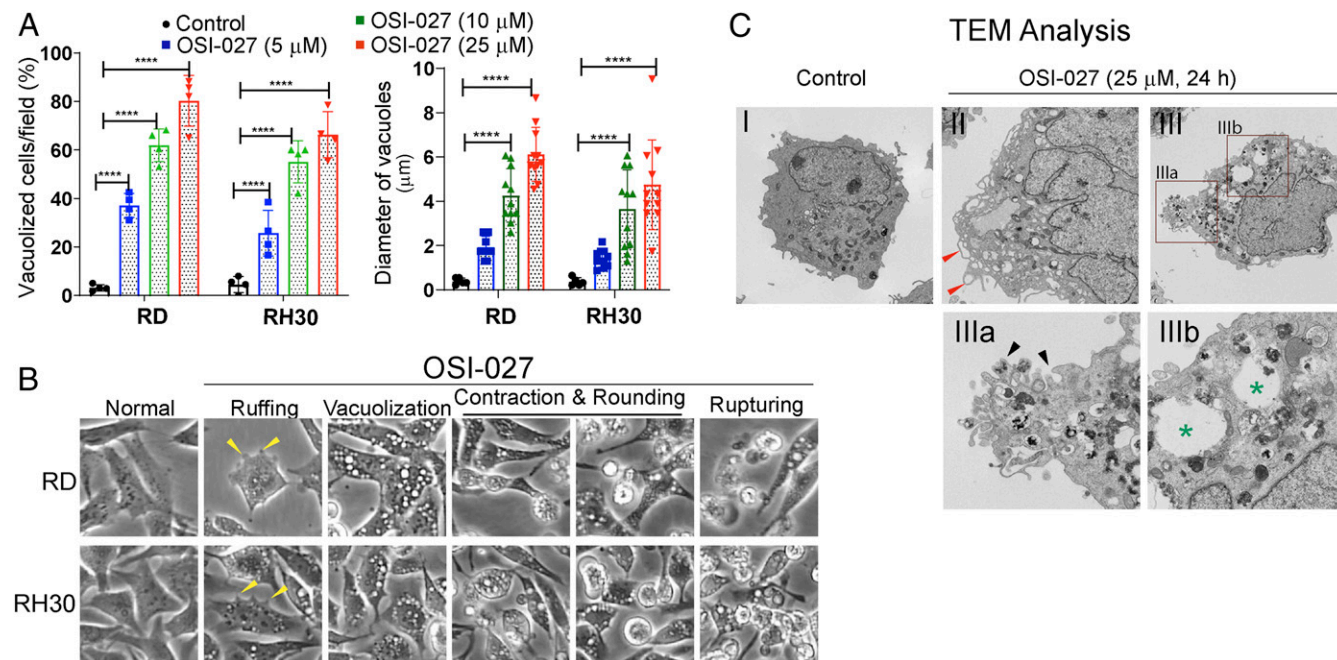 A
Control
OSI-027 (10 μM)
OSI-027 (5 μM)
OSI-027 (25 μM)
Vacuolized cells/field (%)
100
80
60
40
20
0
****
****
****
****
****
****
RD
RH30
Diameter of vacuoles
(μm)
10
8
6
4
2
0
****
****
****
****
RD
RH30
B
OSI-027
Normal
Ruffing
Vacuolization
Contraction & Rounding
Rupturing
RD
RH30
C
TEM Analysis
Control
OSI-027 (25 μM, 24 h)
I
II
III
IIIb
IIIa
IIIa
IIIb
*
*